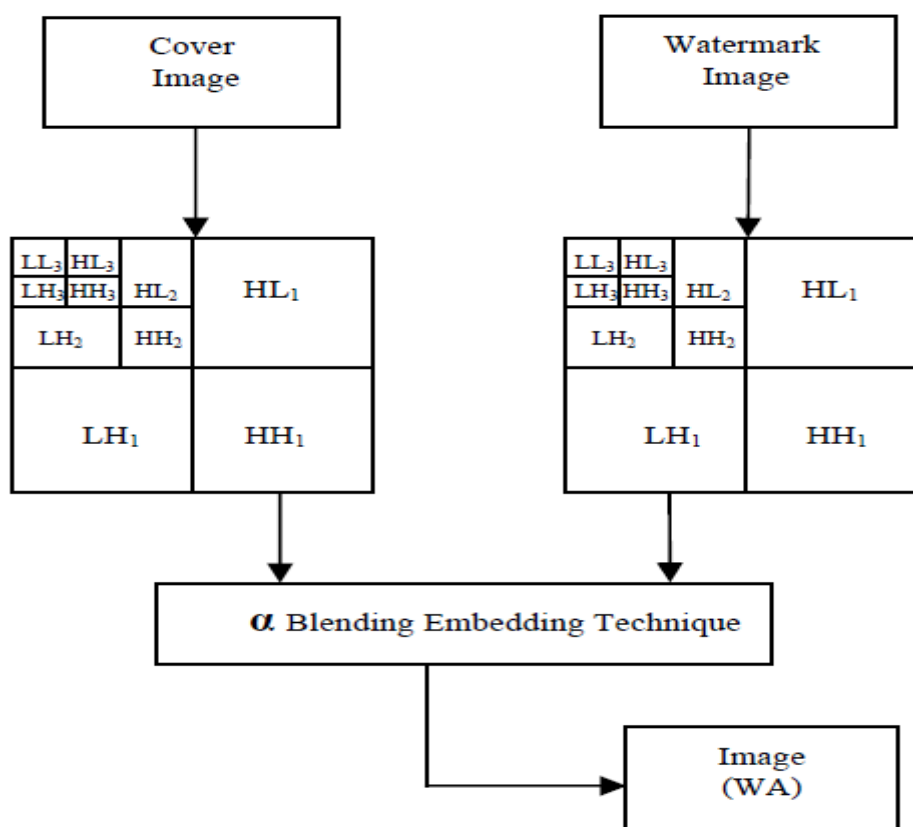 Cover
Image
Watermark
Image
LL₃ HL₃
LH₃ HH₃ HL₂
HL₁
LH₂ HH₂
LH₁ HH₁
LL₃ HL₃
LH₃ HH₃ HL₂
HL₁
LH₂ HH₂
LH₁ HH₁
α Blending Embedding Technique
Image
(WA)